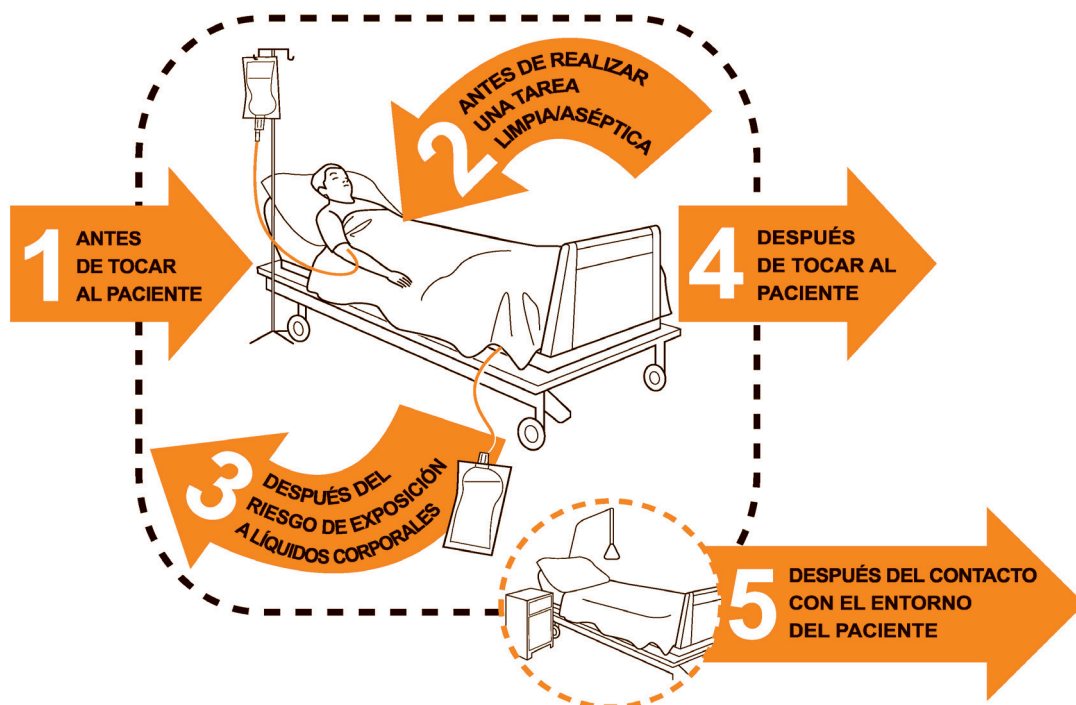 1
ANTES
DE TOCAR
AL PACIENTE
2
ANTES DE REALIZAR
UNA TAREA
LIMPIA/ASÉPTICA
3
DESPUÉS DEL
RIESGO DE EXPOSICIÓN
A LÍQUIDOS CORPORALES
4
DESPUÉS
DE TOCAR AL
PACIENTE
5
DESPUÉS DEL CONTACTO
CON EL ENTORNO
DEL PACIENTE